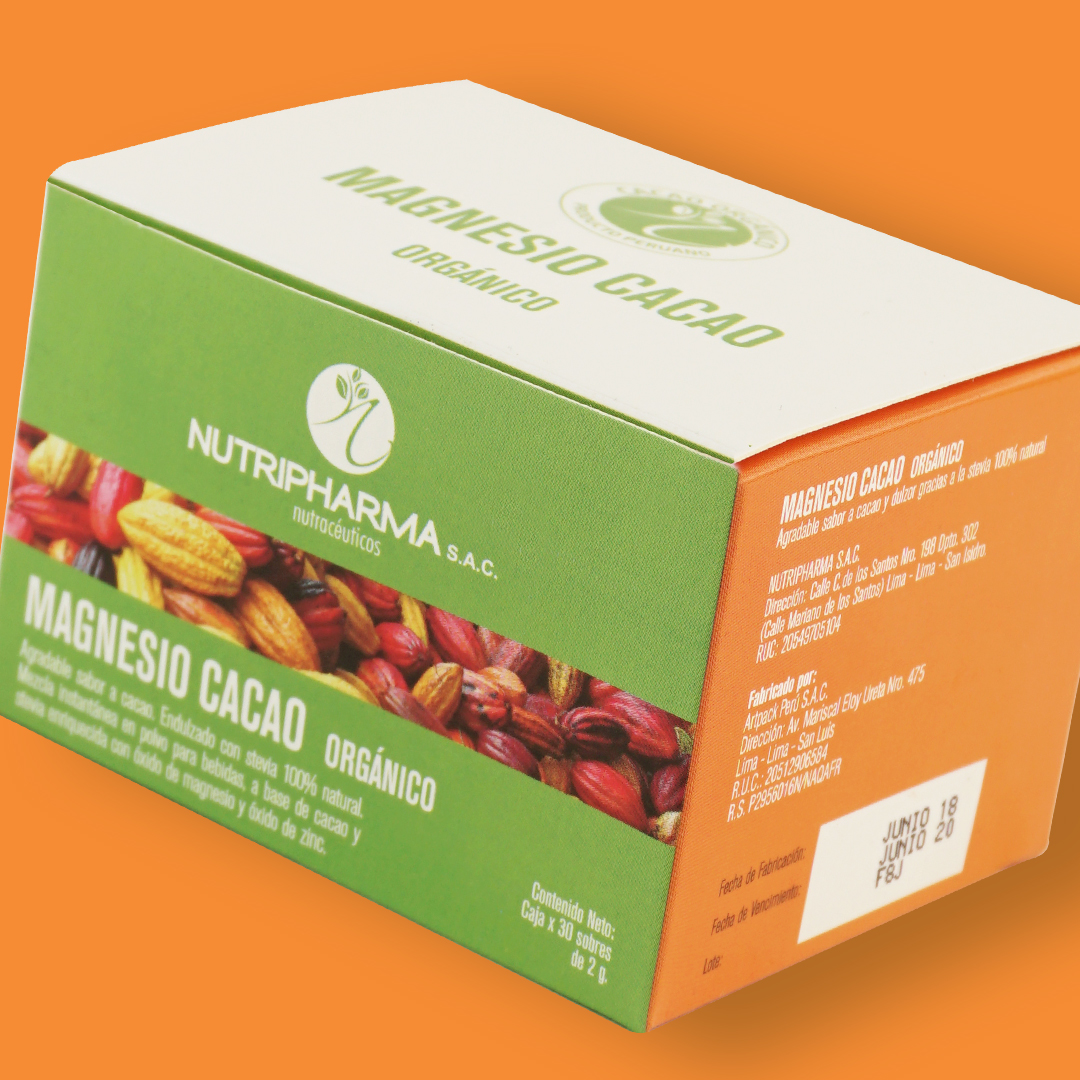 MAGNESIO CACAO
ORGÁNICO
CACAO ORGÁNICO
PRODUCTO PERUANO
NUTRIPHARMA S.A.C.
nutracéuticos
MAGNESIO CACAO ORGÁNICO
Agradable sabor a cacao. Endulzado con stevia 100% natural.
Mezcla instantánea en polvo para bebidas, a base de cacao y
stevia enriquecida con óxido de magnesio y óxido de zinc.
Contenido Neto:
Caja x 30 sobres
de 2 g.
MAGNESIO CACAO ORGÁNICO
Agradable sabor a cacao y dulzor gracias a la stevia 100% natural
NUTRIPHARMA S.A.C.
Dirección: Calle C. de los Santos Nro. 198 Dpto. 302
(Calle Mariano de los Santos) Lima - Lima - San Isidro
RUC: 20549705104
Fabricado por:
Artpack Perú S.A.C.
Dirección: Av. Mariscal Eloy Ureta Nro. 475
Lima - Lima - San Luis
R.U.C.: 20512906584
R.S. P2956016N/NAQAFR
Fecha de Fabricación: JUNIO 18
Fecha de Vencimiento: JUNIO 20
Lote: F8J